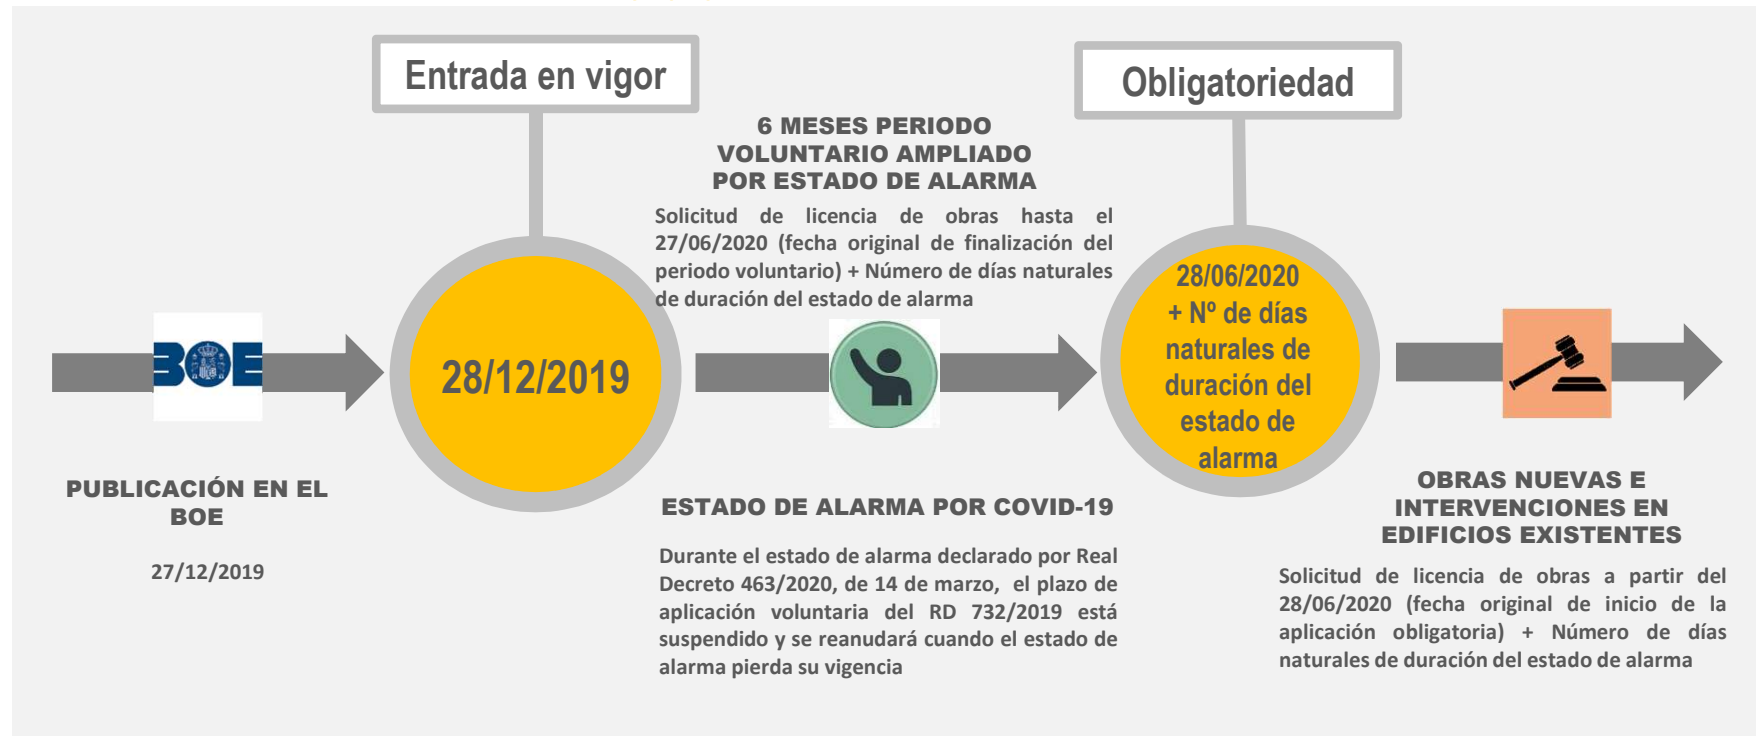 Entrada en vigor
Obligatoriedad
6 MESES PERIODO
VOLUNTARIO AMPLIADO
POR ESTADO DE ALARMA
Solicitud de licencia de obras hasta el
27/06/2020 (fecha original de finalización del
periodo voluntario) + Número de días naturales
de duración del estado de alarma
BOE
28/12/2019
28/06/2020
+ Nº de días
naturales de
duración del
estado de
alarma
PUBLICACIÓN EN EL
BOE
27/12/2019
ESTADO DE ALARMA POR COVID-19
Durante el estado de alarma declarado por Real
Decreto 463/2020, de 14 de marzo, el plazo de
aplicación voluntaria del RD 732/2019 está
suspendido y se reanudará cuando el estado de
alarma pierda su vigencia
OBRAS NUEVAS E
INTERVENCIONES EN
EDIFICIOS EXISTENTES
Solicitud de licencia de obras a partir del
28/06/2020 (fecha original de inicio de la
aplicación obligatoria) + Número de días
naturales de duración del estado de alarma